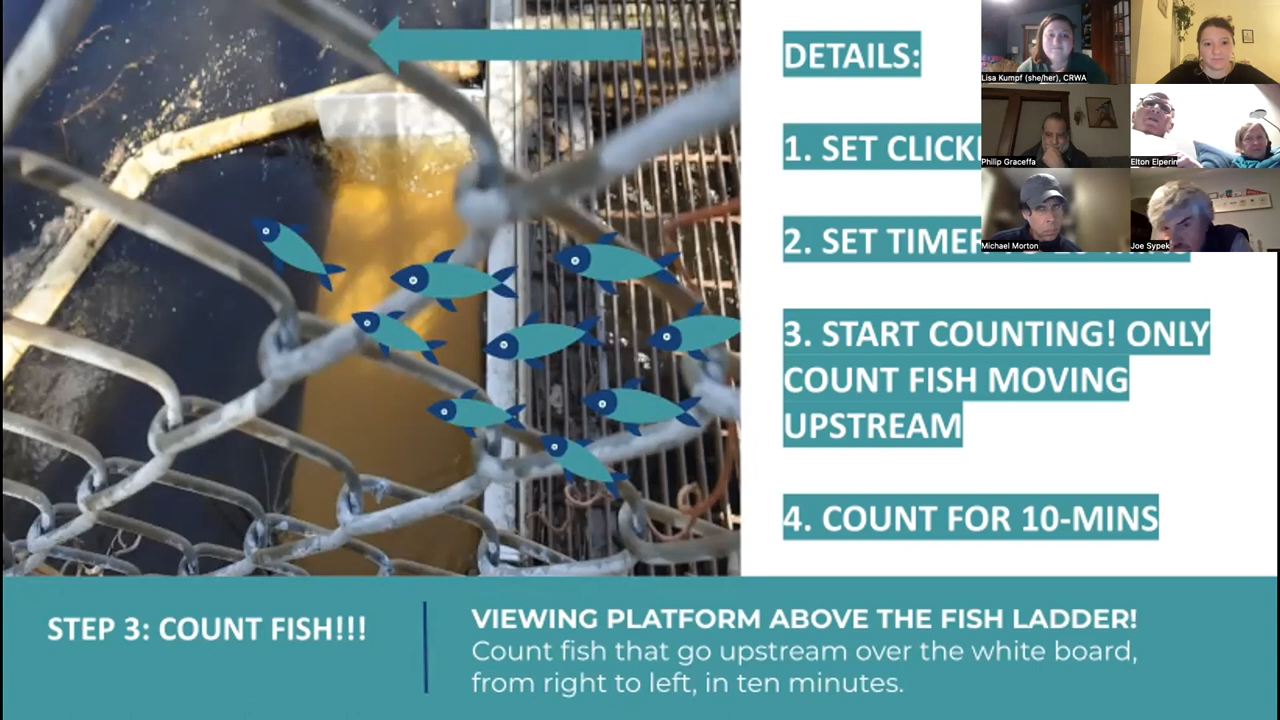 DETAILS:
1. SET
2. SET TIMER
3. START COUNTING! ONLY
COUNT FISH MOVING
UPSTREAM
4. COUNT FOR 10-MINS
Lisa Kumpf (she/her), CRWA
Philip Graceffa
Elton Elperin
Michael Morton
Joe Sypek
STEP 3: COUNT FISH!!!
VIEWING PLATFORM ABOVE THE FISH LADDER!
Count fish that go upstream over the white board,
from right to left, in ten minutes.